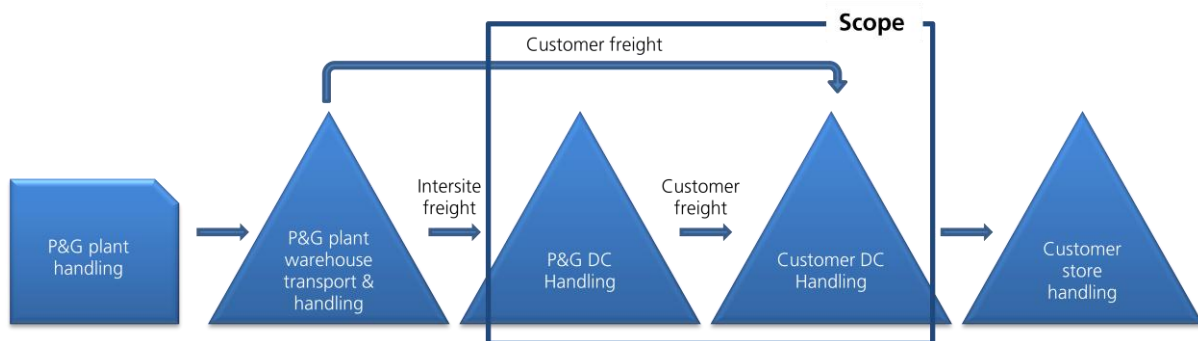 Scope
Customer freight
Intersite
freight
Customer
freight
P&G plant
handling
P&G plant
warehouse
transport &
handling
P&G DC
Handling
Customer DC
Handling
Customer
store
handling